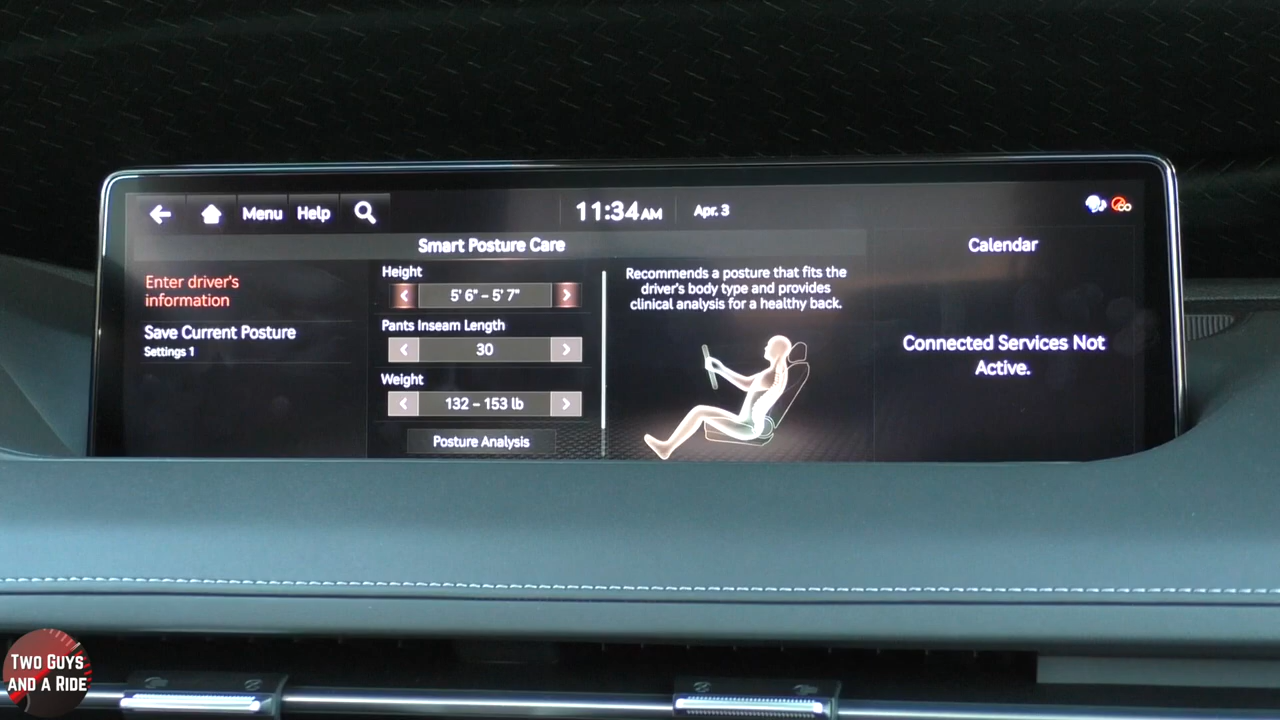 Menu Help
11:34 AM Apr. 3
Smart Posture Care
Enter driver's
information
Save Current Posture
Settings 1
Height
5' 6" – 5' 7"
Pants Inseam Length
30
Weight
132 – 153 lb
Posture Analysis
Recommends a posture that fits the
driver's body type and provides
clinical analysis for a healthy back.
Calendar
Connected Services Not
Active.
TWO GUYS
AND A RIDE